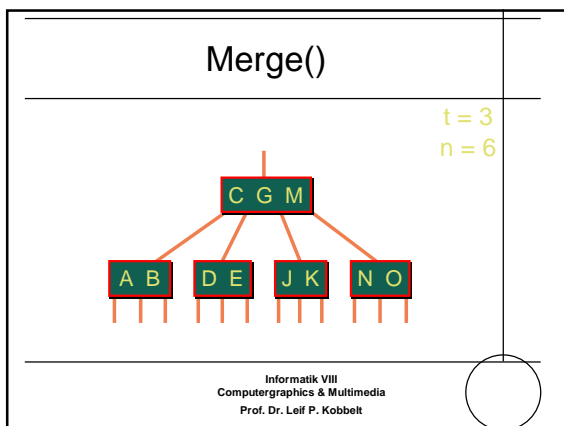 Merge()
t = 3
n = 6
C G M
A B D E J K N O
Informatik VIII
Computergraphics & Multimedia
Prof. Dr. Leif P. Kobbelt